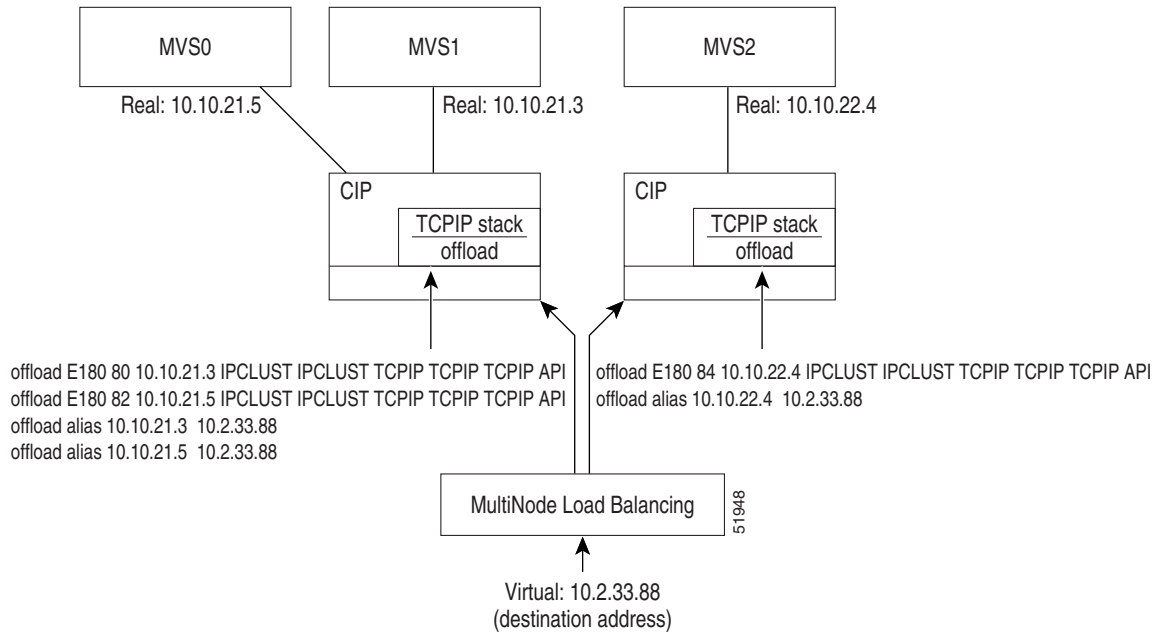 MVS0
MVS1
MVS2
Real: 10.10.21.5
Real: 10.10.21.3
Real: 10.10.22.4
CIP
TCPIP stack
offload
CIP
TCPIP stack
offload
offload E180 80 10.10.21.3 IPCLUST IPCLUST TCPIP TCPIP TCPIP API
offload E180 82 10.10.21.5 IPCLUST IPCLUST TCPIP TCPIP TCPIP API
offload alias 10.10.21.3 10.2.33.88
offload alias 10.10.21.5 10.2.33.88
offload E180 84 10.10.22.4 IPCLUST IPCLUST TCPIP TCPIP TCPIP API
offload alias 10.10.22.4 10.2.33.88
MultiNode Load Balancing
51948
Virtual: 10.2.33.88
(destination address)